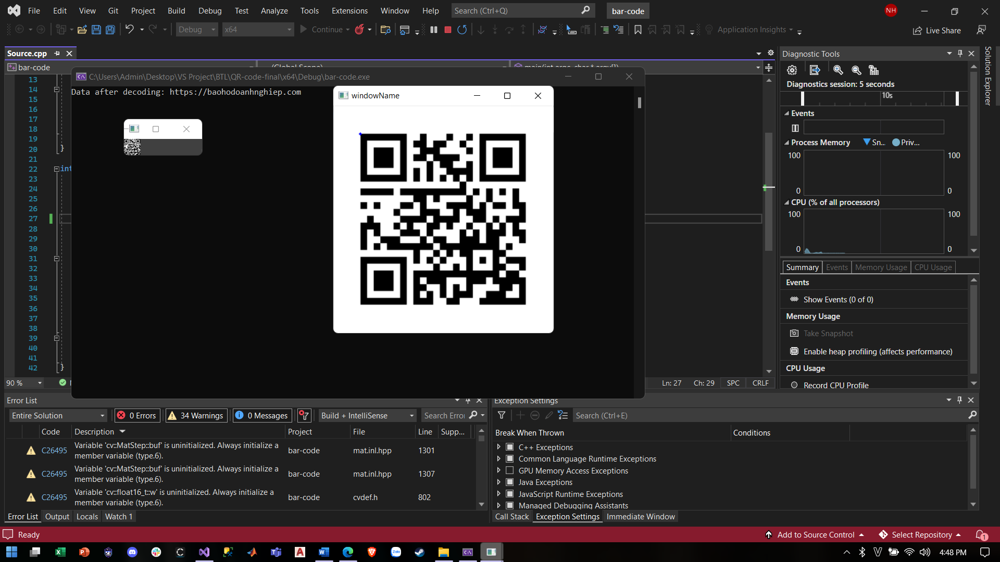 File Edit View Git Project Build Debug Test Analyze Tools Extensions Window Help Search (Ctrl+Q) bar-code NH
Debug x64 Continue Application Insights Live Share
Source.cpp
bar-code (Global Scope) main(int argc, char * argv[])
C:\Users\Admin\Desktop\VS Project\BTL\QR-code-final\x64\Debug\bar-code.exe
Data after decoding: https://baohodoanhnghiep.com
windowName
13
14
15
16
17
18
19
20 }
21
22 int
23
24
25
26
27
28
29
30
31
32
33
34
35
36
37
38
39
40
41
42 }
90 % Ln: 27 Ch: 29 SPC CRLF
Diagnostic Tools
Diagnostics session: 5 seconds
10s
Events
Process Memory Sn... Priv...
100 100
0 0
CPU (% of all processors)
100 100
0 0
Summary Events Memory Usage CPU Usage
Events
Show Events (0 of 0)
Memory Usage
Take Snapshot
Enable heap profiling (affects performance)
CPU Usage
Record CPU Profile
Solution Explorer
Error List
Entire Solution 0 Errors 34 Warnings 0 Messages Build + IntelliSense Search Error
Code Description Project File Line Supp...
C26495 Variable 'cv::MatStep::buf' is uninitialized. Always initialize a member variable (type.6). bar-code mat.inl.hpp 1301
C26495 Variable 'cv::MatStep::buf' is uninitialized. Always initialize a member variable (type.6). bar-code mat.inl.hpp 1307
C26495 Variable 'cv::float16_t::w' is uninitialized. Always initialize a member variable (type.6). bar-code cvdef.h 802
Error List Output Locals Watch 1
Exception Settings
Search (Ctrl+E)
Break When Thrown Conditions
C++ Exceptions
Common Language Runtime Exceptions
GPU Memory Access Exceptions
Java Exceptions
JavaScript Runtime Exceptions
Managed Debugging Assistants
Call Stack Exception Settings Immediate Window
Ready Add to Source Control Select Repository 1
Zalo 4:48 PM